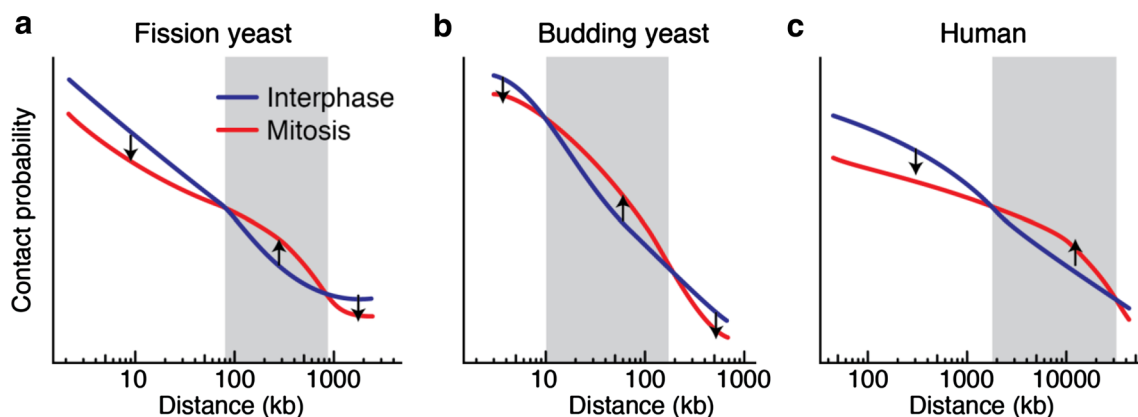 a
Fission yeast
Contact probability
Interphase
Mitosis
10
100
1000
Distance (kb)
b
Budding yeast
10
100
1000
Distance (kb)
c
Human
100
1000
10000
Distance (kb)